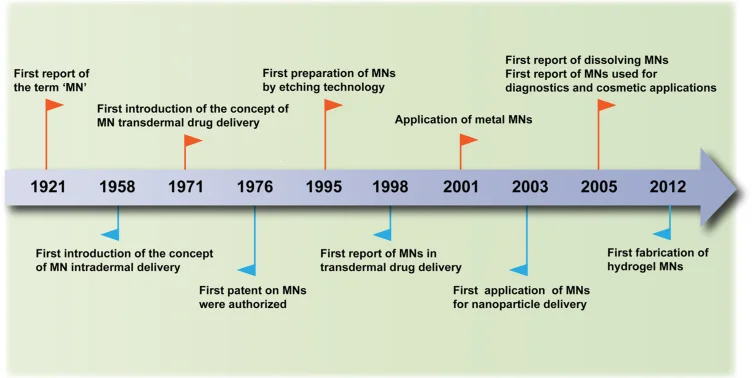 First report of
the term ‘MN’
First introduction of the concept of
MN transdermal drug delivery
First preparation of MNs
by etching technology
Application of metal MNs
First report of dissolving MNs
First report of MNs used for
diagnostics and cosmetic applications
1921 1958 1971 1976 1995 1998 2001 2003 2005 2012
First introduction of the concept
of MN intradermal delivery
First patent on MNs
were authorized
First report of MNs in
transdermal drug delivery
First application of MNs
for nanoparticle delivery
First fabrication of
hydrogel MNs